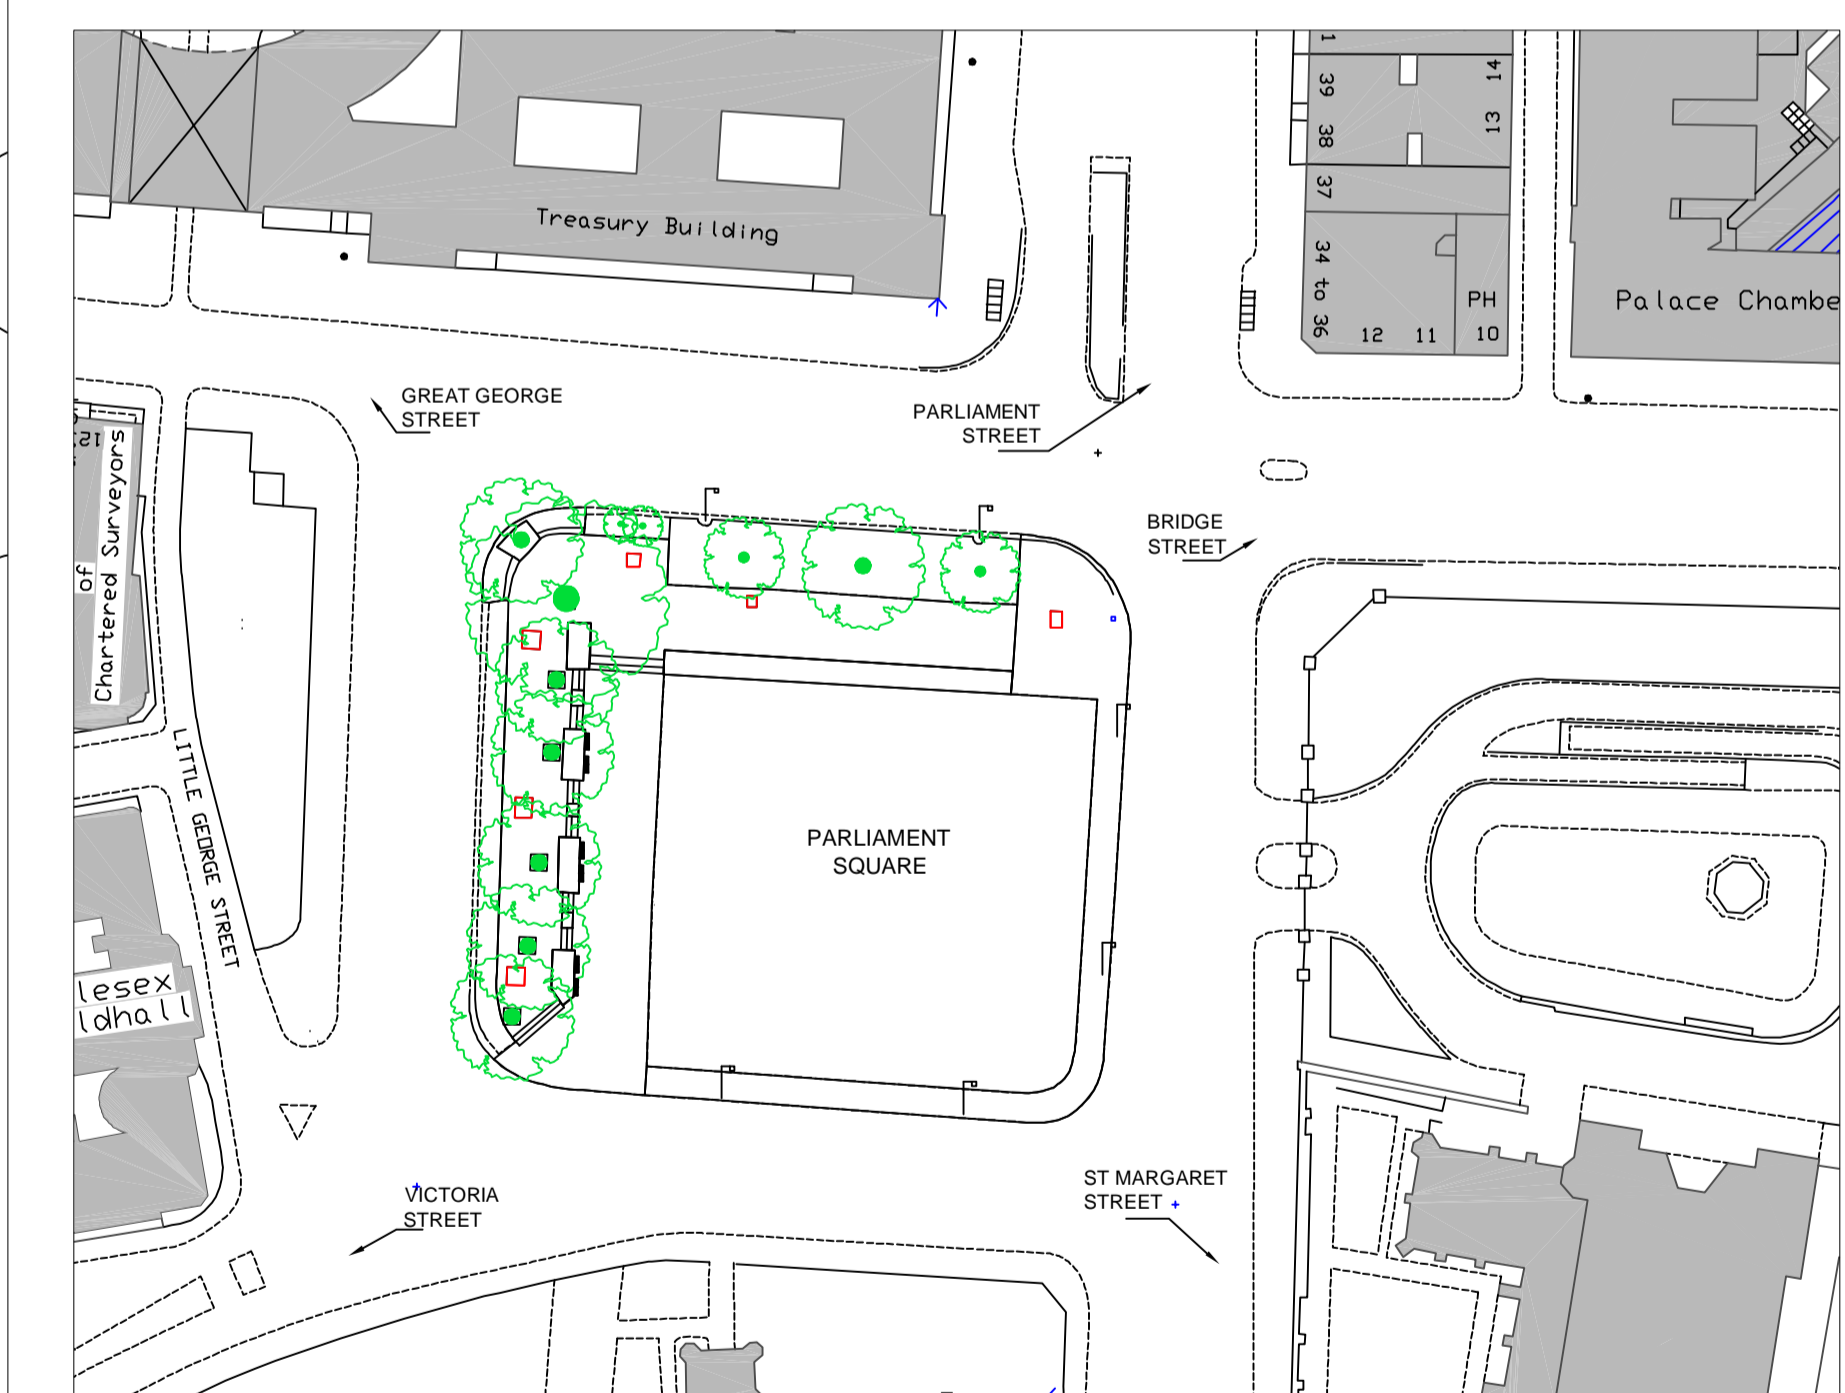 Treasury Building
1
39
38
37
34 to 36
14
13
12
11
PH
10
Palace Chambe
GREAT GEORGE
STREET
PARLIAMENT
STREET
BRIDGE
STREET
of
Chartered Surveyors
LITTLE GEORGE STREET
PARLIAMENT
SQUARE
lesex
ldhall
VICTORIA
STREET
ST MARGARET
STREET